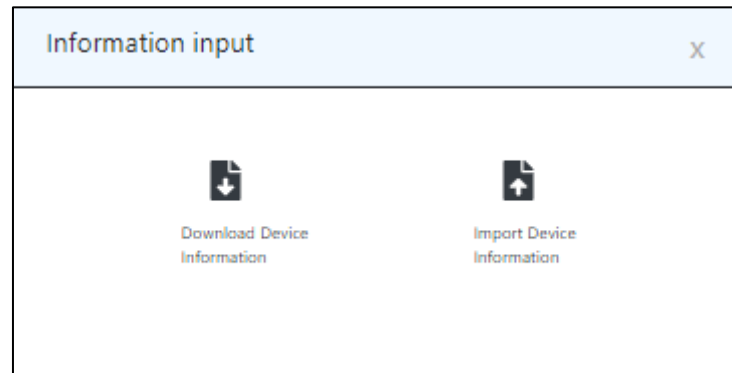 Information input
X
Download Device
Information
Import Device
Information